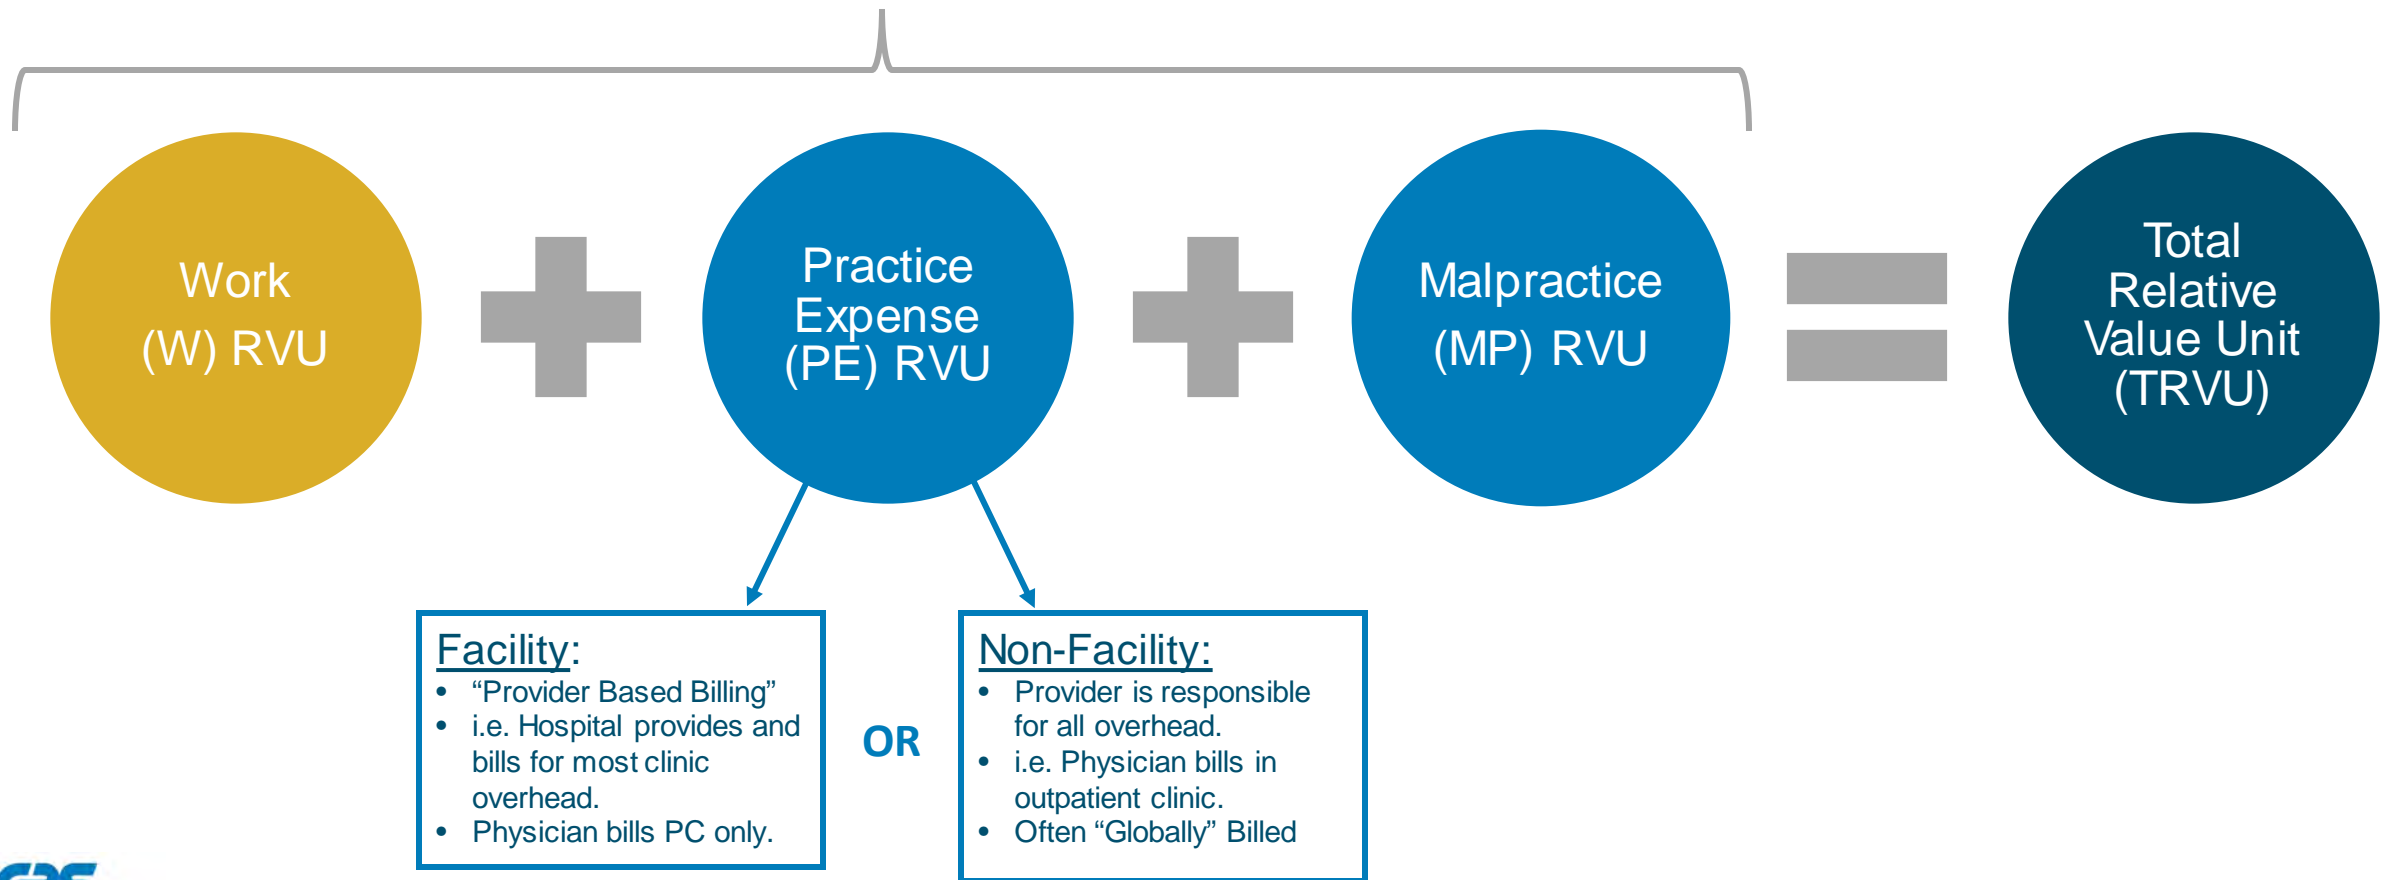 Work
(W) RVU
Practice
Expense
(PE) RVU
Malpractice
(MP) RVU
Total
Relative
Value Unit
(TRVU)
Facility:
• “Provider Based Billing”
• i.e. Hospital provides and
bills for most clinic
overhead.
• Physician bills PC only.
OR
Non-Facility:
• Provider is responsible
for all overhead.
• i.e. Physician bills in
outpatient clinic.
• Often “Globally” Billed